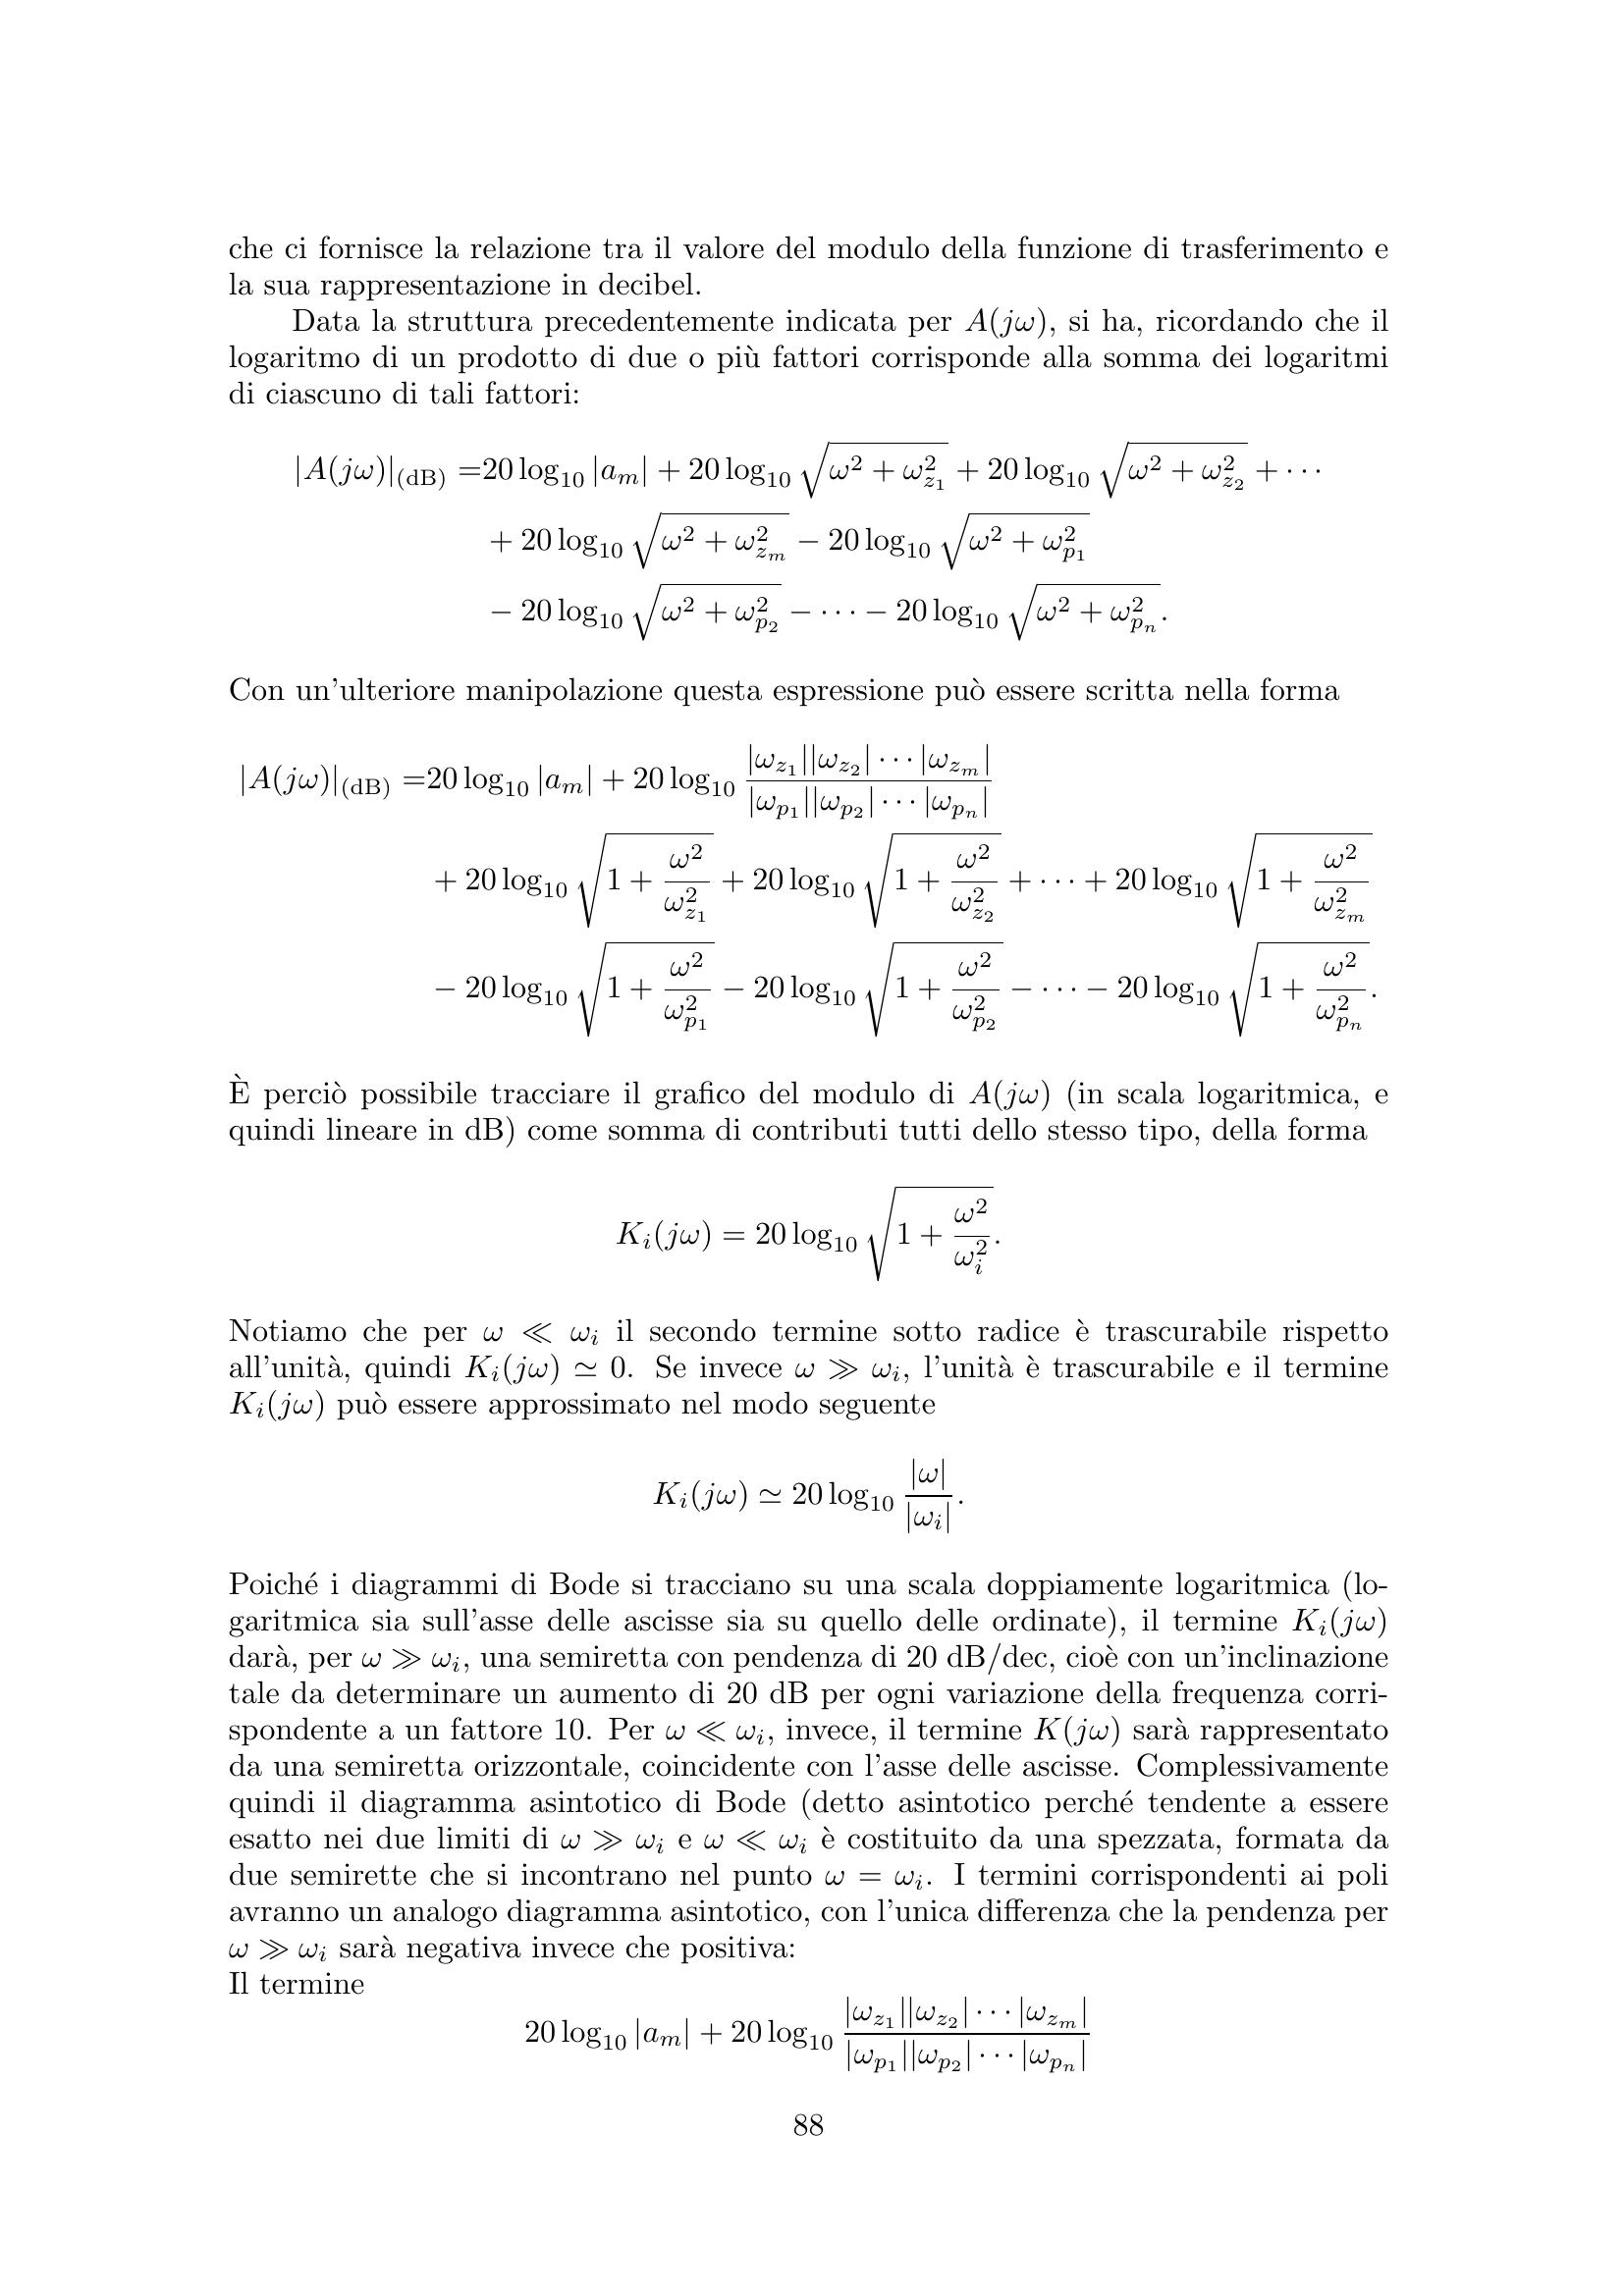 che ci fornisce la relazione tra il valore del modulo della funzione di trasferimento e
la sua rappresentazione in decibel.
Data la struttura precedentemente indicata per $A(j\omega)$, si ha, ricordando che il
logaritmo di un prodotto di due o più fattori corrisponde alla somma dei logaritmi
di ciascuno di tali fattori:
$|A(j\omega)|_{(\mathrm{dB})} = 20\log_{10}|a_m| + 20\log_{10}\sqrt{\omega^2+\omega_{z_1}^2} + 20\log_{10}\sqrt{\omega^2+\omega_{z_2}^2} + \cdots$
$+ 20\log_{10}\sqrt{\omega^2+\omega_{z_m}^2} - 20\log_{10}\sqrt{\omega^2+\omega_{p_1}^2}$
$- 20\log_{10}\sqrt{\omega^2+\omega_{p_2}^2} - \cdots - 20\log_{10}\sqrt{\omega^2+\omega_{p_n}^2}.$
Con un'ulteriore manipolazione questa espressione può essere scritta nella forma
$|A(j\omega)|_{(\mathrm{dB})} = 20\log_{10}|a_m| + 20\log_{10}\frac{|\omega_{z_1}||\omega_{z_2}|\cdots|\omega_{z_m}|}{|\omega_{p_1}||\omega_{p_2}|\cdots|\omega_{p_n}|}$
$+ 20\log_{10}\sqrt{1+\frac{\omega^2}{\omega_{z_1}^2}} + 20\log_{10}\sqrt{1+\frac{\omega^2}{\omega_{z_2}^2}} + \cdots + 20\log_{10}\sqrt{1+\frac{\omega^2}{\omega_{z_m}^2}}$
$- 20\log_{10}\sqrt{1+\frac{\omega^2}{\omega_{p_1}^2}} - 20\log_{10}\sqrt{1+\frac{\omega^2}{\omega_{p_2}^2}} - \cdots - 20\log_{10}\sqrt{1+\frac{\omega^2}{\omega_{p_n}^2}}.$
È perciò possibile tracciare il grafico del modulo di $A(j\omega)$ (in scala logaritmica, e
quindi lineare in dB) come somma di contributi tutti dello stesso tipo, della forma
$K_i(j\omega) = 20\log_{10}\sqrt{1+\frac{\omega^2}{\omega_i^2}}.$
Notiamo che per $\omega \ll \omega_i$ il secondo termine sotto radice è trascurabile rispetto
all'unità, quindi $K_i(j\omega) \simeq 0$. Se invece $\omega \gg \omega_i$, l'unità è trascurabile e il termine
$K_i(j\omega)$ può essere approssimato nel modo seguente
$K_i(j\omega) \simeq 20\log_{10}\frac{|\omega|}{|\omega_i|}.$
Poiché i diagrammi di Bode si tracciano su una scala doppiamente logaritmica (lo-
garitmica sia sull'asse delle ascisse sia su quello delle ordinate), il termine $K_i(j\omega)$
darà, per $\omega \gg \omega_i$, una semiretta con pendenza di 20 dB/dec, cioè con un'inclinazione
tale da determinare un aumento di 20 dB per ogni variazione della frequenza corri-
spondente a un fattore 10. Per $\omega \ll \omega_i$, invece, il termine $K(j\omega)$ sarà rappresentato
da una semiretta orizzontale, coincidente con l'asse delle ascisse. Complessivamente
quindi il diagramma asintotico di Bode (detto asintotico perché tendente a essere
esatto nei due limiti di $\omega \gg \omega_i$ e $\omega \ll \omega_i$ è costituito da una spezzata, formata da
due semirette che si incontrano nel punto $\omega = \omega_i$. I termini corrispondenti ai poli
avranno un analogo diagramma asintotico, con l'unica differenza che la pendenza per
$\omega \gg \omega_i$ sarà negativa invece che positiva:
Il termine
$20\log_{10}|a_m| + 20\log_{10}\frac{|\omega_{z_1}||\omega_{z_2}|\cdots|\omega_{z_m}|}{|\omega_{p_1}||\omega_{p_2}|\cdots|\omega_{p_n}|}$
88